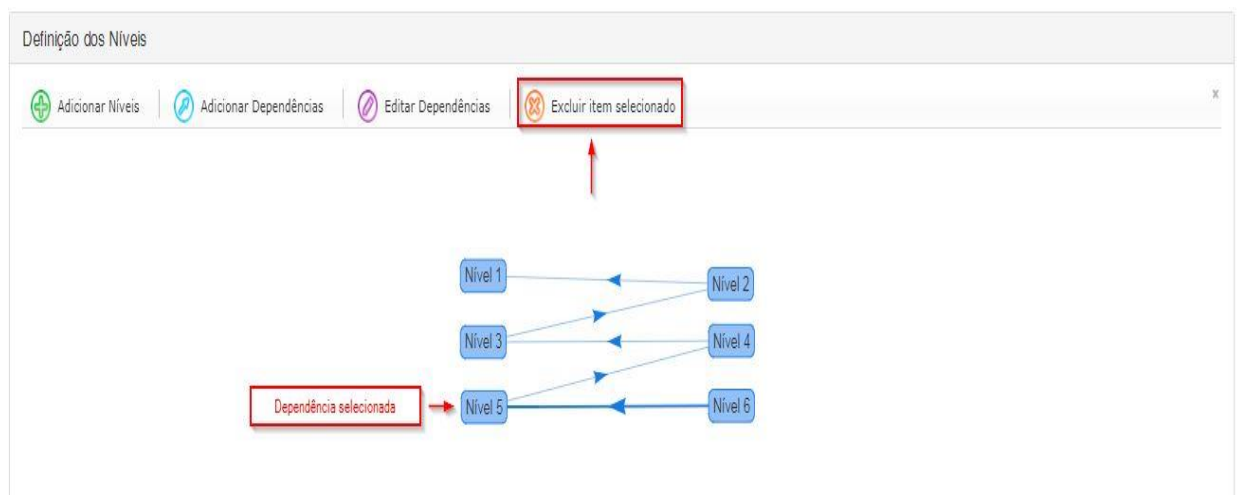 Definição dos Níveis
Adicionar Níveis Adicionar Dependências Editar Dependências Excluir item selecionado x
Nível 1
Nível 2
Nível 3
Nível 4
Dependência selecionada
Nível 5
Nível 6